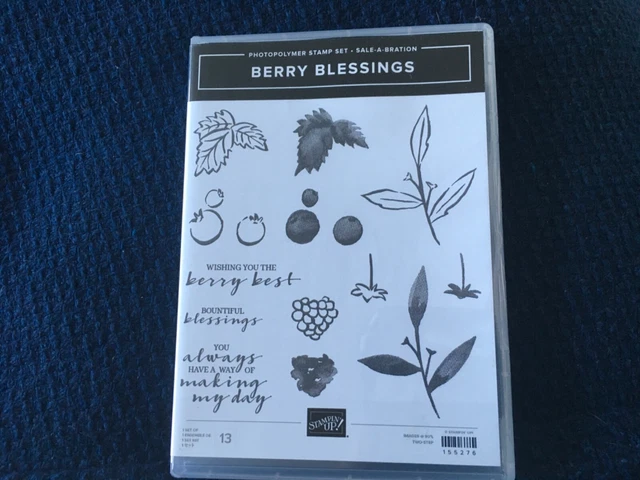 PHOTOPOLYMER STAMP SET • SALE-A-BRATION
BERRY BLESSINGS
WISHING YOU THE
berry best
BOUNTIFUL
blessings
YOU
always
HAVE A WAY OF
making
my day
STAMPIN' UP!
13
155276